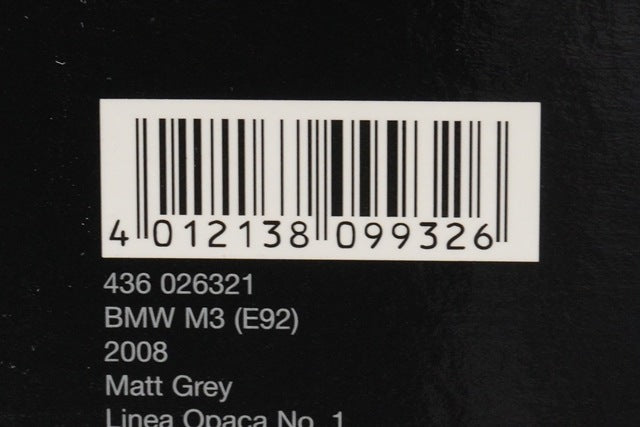 4 012138 099326
436 026321
BMW M3 (E92)
2008
Matt Grey
Linea Opaca No. 1